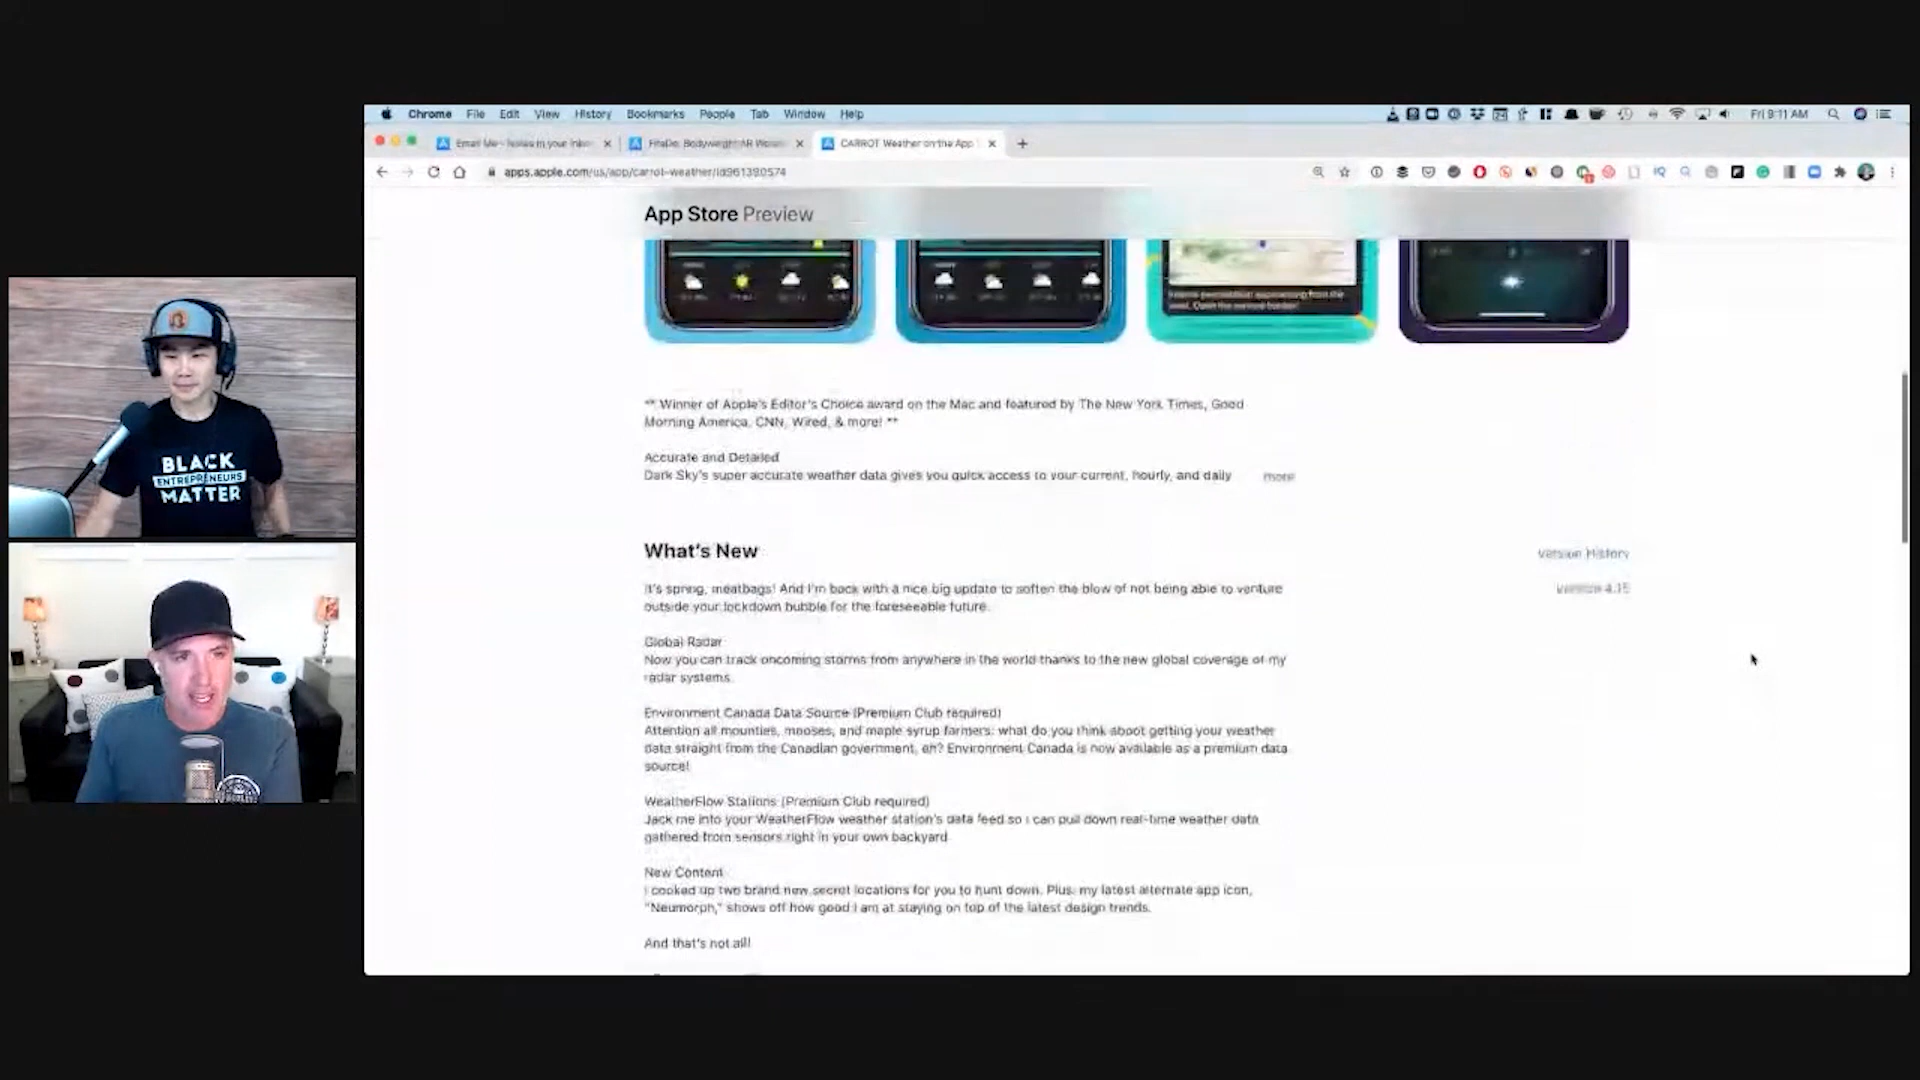 Chrome File Edit View History Bookmarks People Tab Window Help
Fri 9:11 AM
Email Me - Notes in your Inbox
Bodyweight AR
CARROT Weather on the App
apps.apple.com/us/app/carrot-weather/id961390574
App Store Preview
** Winner of Apple's Editor's Choice award on the Mac and featured by The New York Times, Good
Morning America, CNN, Wired, & more! **
Accurate and Detailed
Dark Sky's super accurate weather data gives you quick access to your current, hourly, and daily
more
What's New
Version History
It's spring, meatbags! And I'm back with a nice big update to soften the blow of not being able to venture
outside your lockdown bubble for the foreseeable future.
Version 4.15
Global Radar
Now you can track oncoming storms from anywhere in the world thanks to the new global coverage of my
radar systems.
Environment Canada Data Source (Premium Club required)
Attention all mounties, mooses, and maple syrup farmers: what do you think aboot getting your weather
data straight from the Canadian government, eh? Environment Canada is now available as a premium data
source!
WeatherFlow Stations (Premium Club required)
Jack me into your WeatherFlow weather station's data feed so I can pull down real-time weather data
gathered from sensors right in your own backyard.
New Content
I cooked up two brand new secret locations for you to hunt down. Plus: my latest alternate app icon,
"Neumorph," shows off how good I am at staying on top of the latest design trends.
And that's not all!
BLACK
ENTREPRENEURS
MATTER